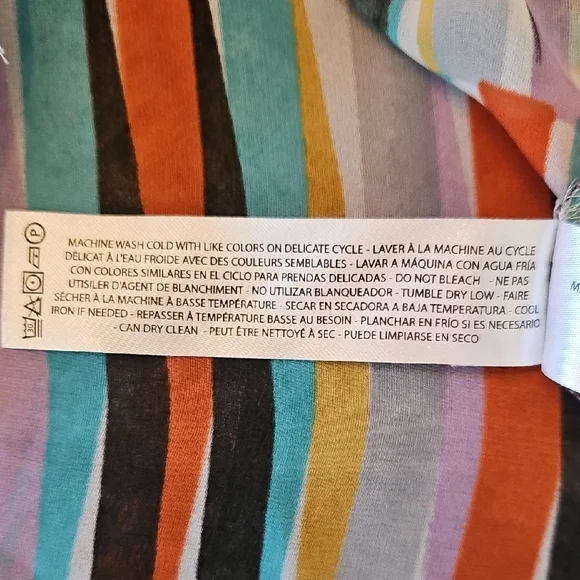 MACHINE WASH COLD WITH LIKE COLORS ON DELICATE CYCLE - LAVER À LA MACHINE AU CYCLE
DÉLICAT À L'EAU FROIDE AVEC DES COULEURS SEMBLABLES - LAVAR A MÁQUINA CON AGUA FRÍA
CON COLORES SIMILARES EN EL CICLO PARA PRENDAS DELICADAS - DO NOT BLEACH - NE PAS
UTISILER D'AGENT DE BLANCHIMENT - NO UTILIZAR BLANQUEADOR - TUMBLE DRY LOW - FAIRE
SÉCHER À LA MACHINE À BASSE TEMPÉRATURE - SECAR EN SECADORA A BAJA TEMPERATURA - COOL
IRON IF NEEDED - REPASSER À TEMPÉRATURE BASSE AU BESOIN - PLANCHAR EN FRÍO SI ES NECESARIO
- CAN DRY CLEAN - PEUT ÊTRE NETTOYÉ À SEC - PUEDE LIMPIARSE EN SECO
P
M